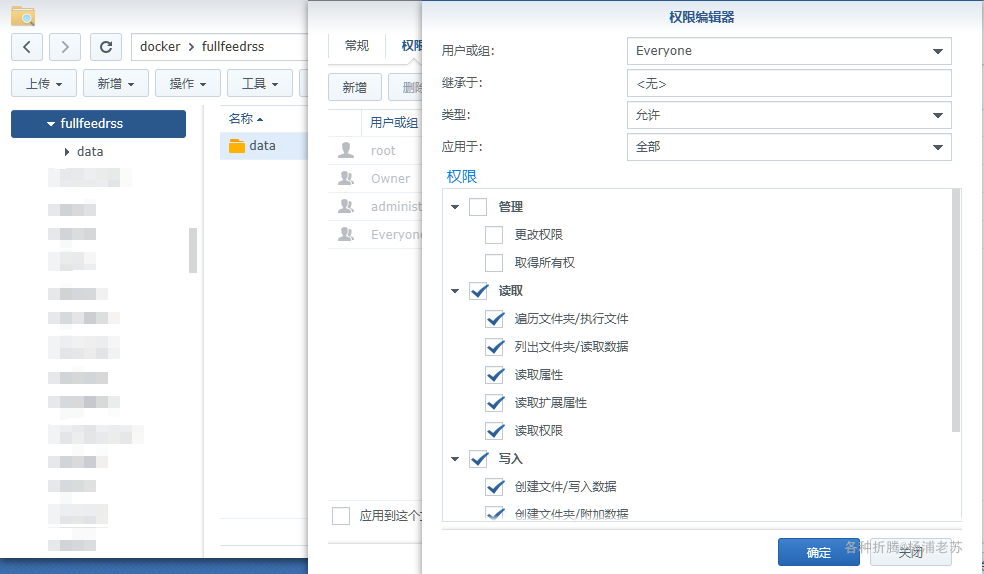 docker > fullfeedrss
上传
新增
操作
工具
fullfeedrss
data
名称
data
常规
权限
新增
删除
用户或组
root
Owner
administ
Everyone
应用到这个
权限编辑器
用户或组:
Everyone
继承于:
<无>
类型:
允许
应用于:
全部
权限
管理
更改权限
取得所有权
读取
遍历文件夹/执行文件
列出文件夹/读取数据
读取属性
读取扩展属性
读取权限
写入
创建文件/写入数据
创建文件夹/附加数据
确定
关闭
各种折腾@杨浦老苏